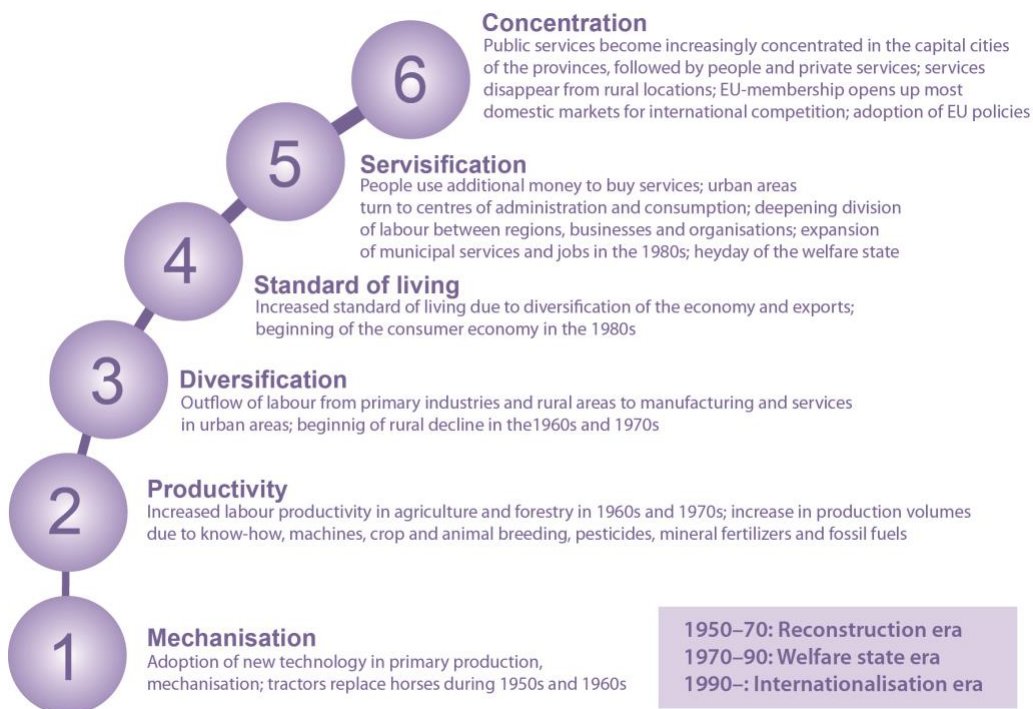 6
Concentration
Public services become increasingly concentrated in the capital cities
of the provinces, followed by people and private services; services
disappear from rural locations; EU-membership opens up most
domestic markets for international competition; adoption of EU policies
5
Servisification
People use additional money to buy services; urban areas
turn to centres of administration and consumption; deepening division
of labour between regions, businesses and organisations; expansion
of municipal services and jobs in the 1980s; heyday of the welfare state
4
Standard of living
Increased standard of living due to diversification of the economy and exports;
beginning of the consumer economy in the 1980s
3
Diversification
Outflow of labour from primary industries and rural areas to manufacturing and services
in urban areas; beginnig of rural decline in the1960s and 1970s
2
Productivity
Increased labour productivity in agriculture and forestry in 1960s and 1970s; increase in production volumes
due to know-how, machines, crop and animal breeding, pesticides, mineral fertilizers and fossil fuels
1
Mechanisation
Adoption of new technology in primary production,
mechanisation; tractors replace horses during 1950s and 1960s
1950–70: Reconstruction era
1970–90: Welfare state era
1990–: Internationalisation era